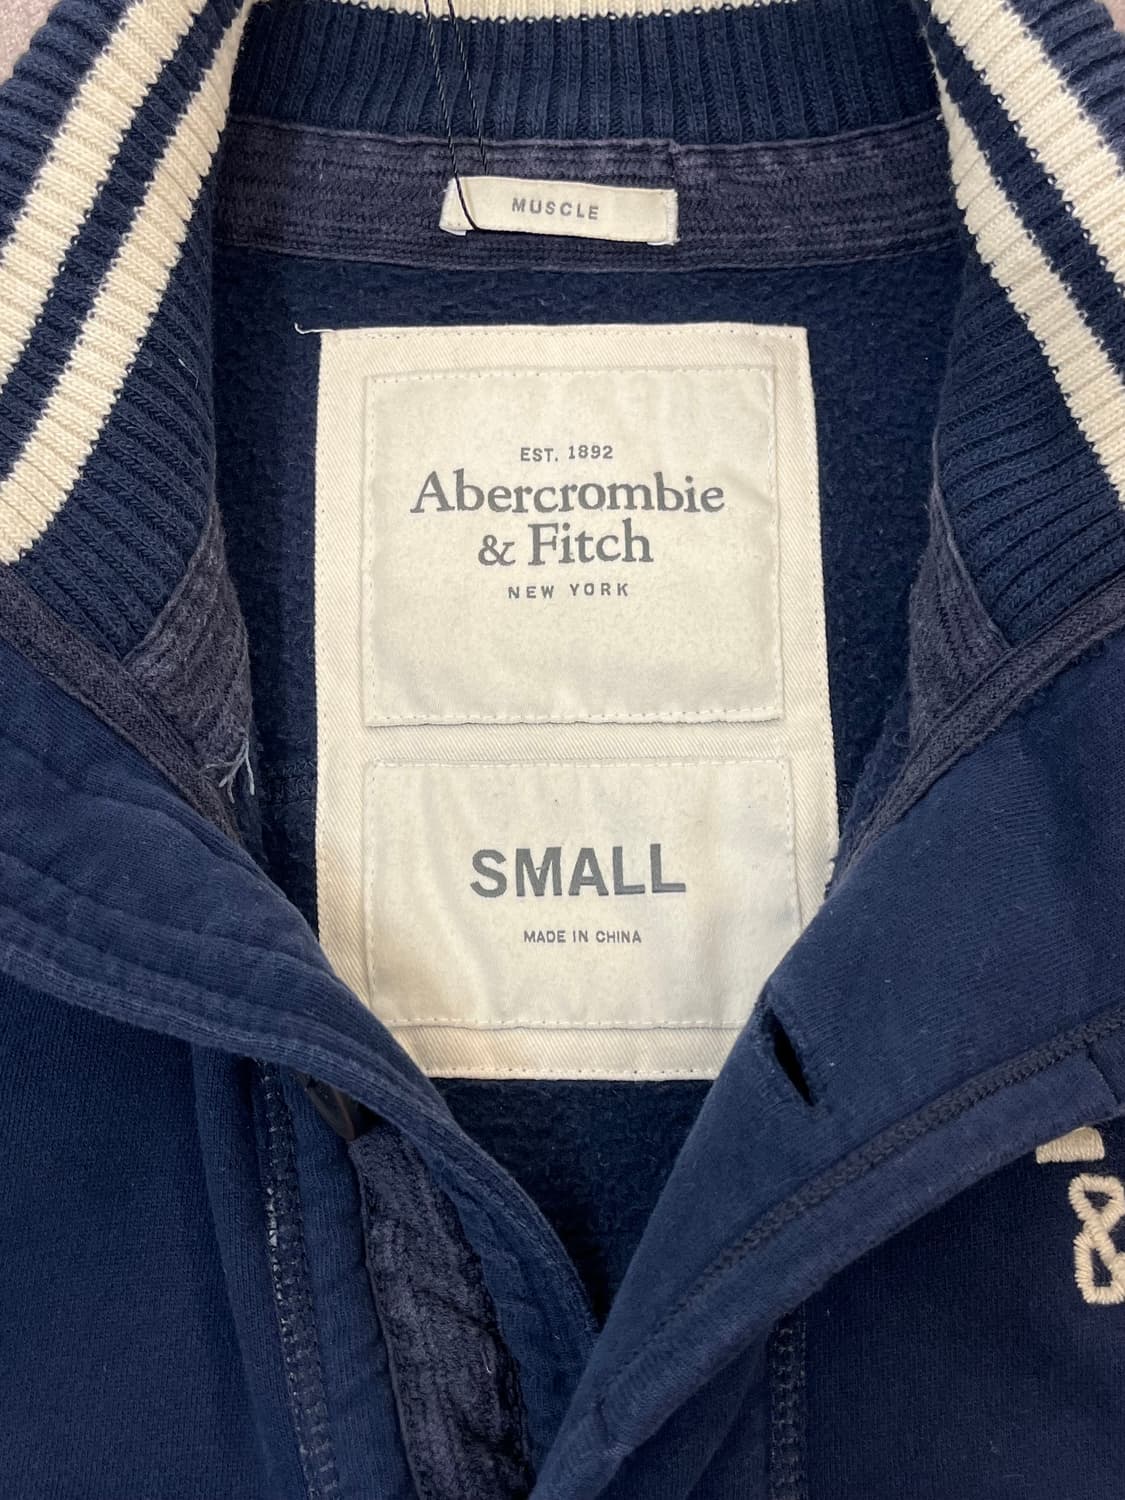 MUSCLE
EST. 1892
Abercrombie
& Fitch
NEW YORK
SMALL
MADE IN CHINA
&